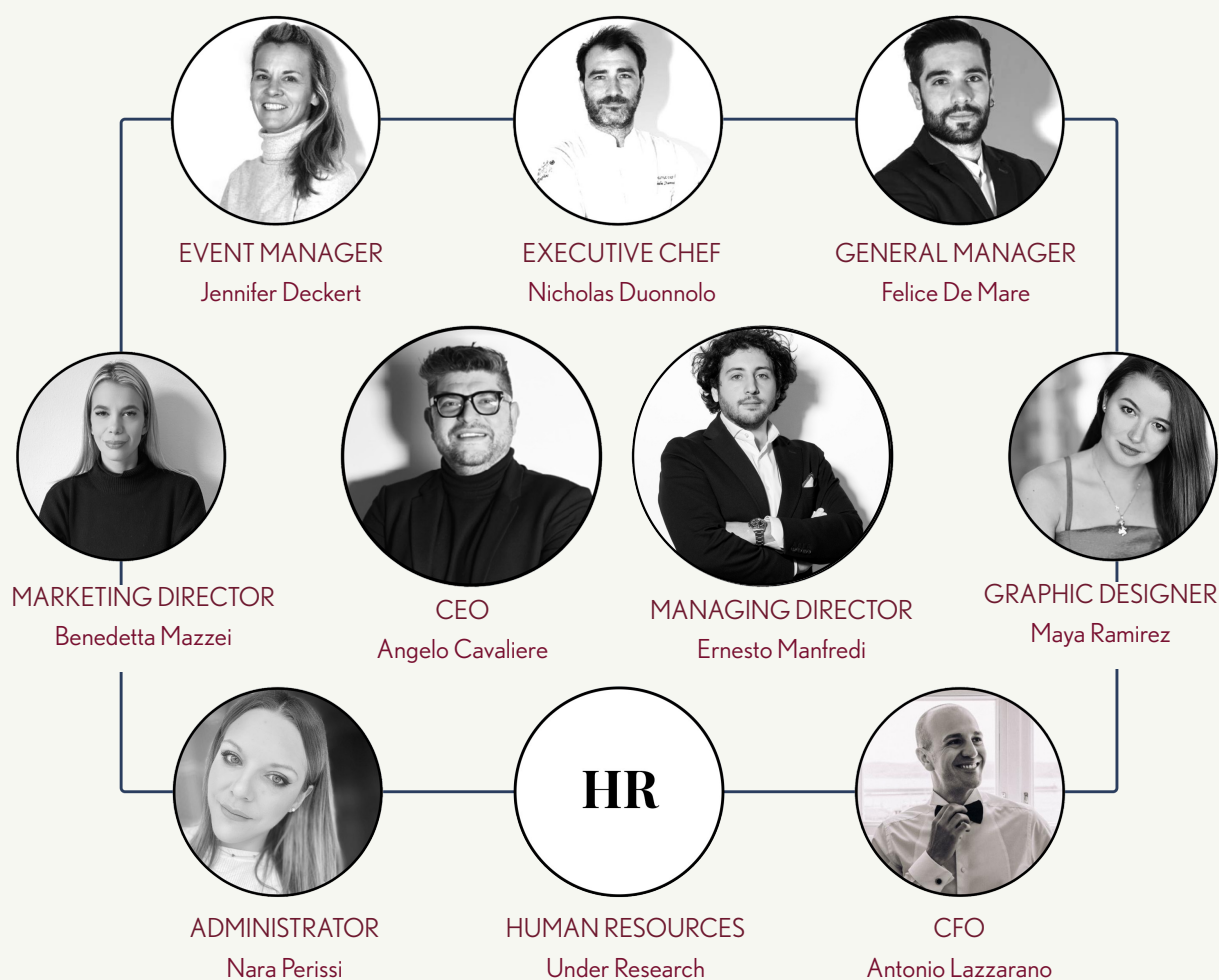 EVENT MANAGER
Jennifer Deckert
EXECUTIVE CHEF
Nicholas Duonnolo
GENERAL MANAGER
Felice De Mare
MARKETING DIRECTOR
Benedetta Mazzei
CEO
Angelo Cavaliere
MANAGING DIRECTOR
Ernesto Manfredi
GRAPHIC DESIGNER
Maya Ramirez
HR
ADMINISTRATOR
Nara Perissi
HUMAN RESOURCES
Under Research
CFO
Antonio Lazzarano